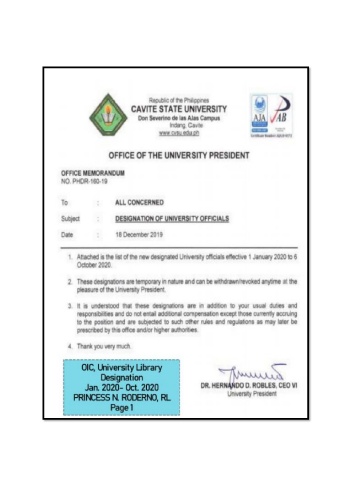 Republic of the Philippines
CAVITE STATE UNIVERSITY
Don Severino de las Alas Campus
Indang, Cavite
www.cvsu.edu.ph
AJA
AB
OFFICE OF THE UNIVERSITY PRESIDENT
OFFICE MEMORANDUM
NO. PHDR-160-19
To : ALL CONCERNED
Subject : DESIGNATION OF UNIVERSITY OFFICIALS
Date : 18 December 2019
1. Attached is the list of the new designated University officials effective 1 January 2020 to 6
October 2020.
2. These designations are temporary in nature and can be withdrawn/revoked anytime at the
pleasure of the University President.
3. It is understood that these designations are in addition to your usual duties and
responsibilities and do not entail additional compensation except those currently accruing
to the position and are subjected to such other rules and regulations as may later be
prescribed by this office and/or higher authorities.
4. Thank you very much.
OIC, University Library
Designation
Jan. 2020- Oct. 2020
PRINCESS N. RODERNO, RL
Page 1
DR. HERNANDO D. ROBLES, CEO VI
University President